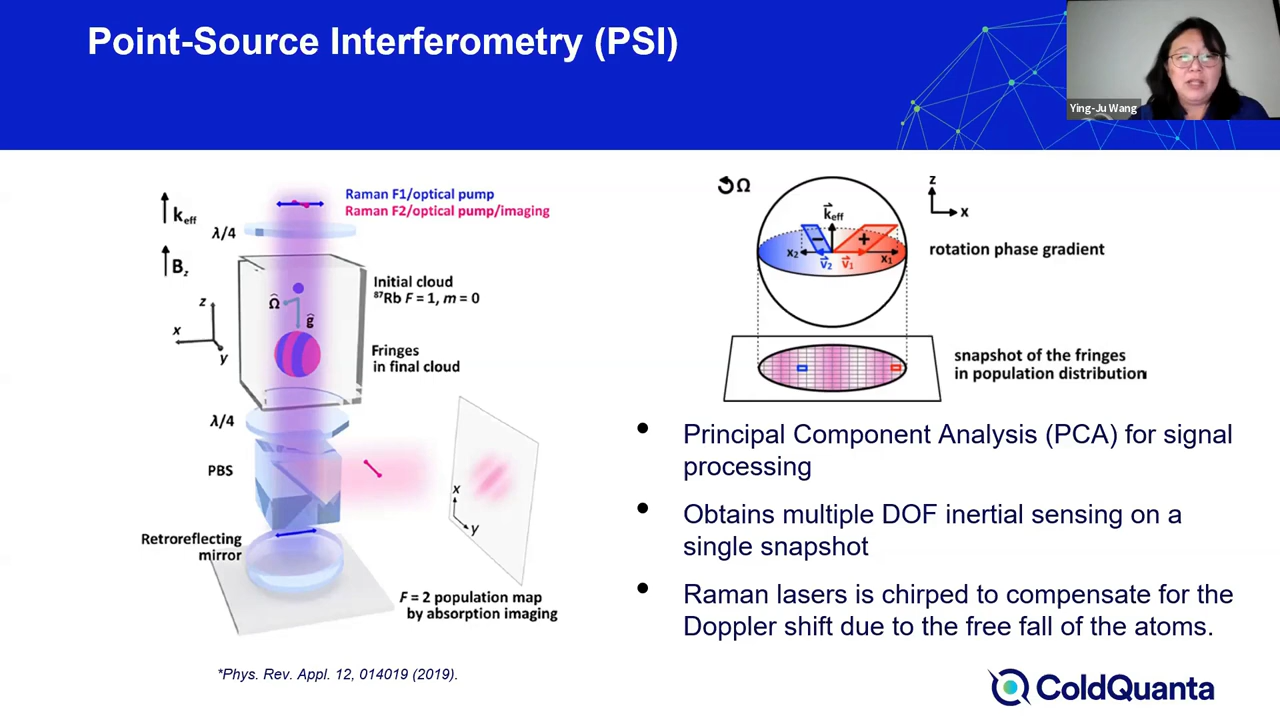 Point-Source Interferometry (PSI)
Ying-Ju Wang
Raman F1/optical pump
Raman F2/optical pump/imaging
k_eff
λ/4
B_z
Initial cloud
⁸⁷Rb F = 1, m = 0
Ω̂
ĝ
z
x
y
Fringes
in final cloud
λ/4
PBS
x
y
Retroreflecting
mirror
F = 2 population map
by absorption imaging
*Phys. Rev. Appl. 12, 014019 (2019).
Ω
z
x
k⃗_eff
− +
x₂ v⃗₂ v⃗₁ x₁
rotation phase gradient
snapshot of the fringes
in population distribution
• Principal Component Analysis (PCA) for signal
processing
• Obtains multiple DOF inertial sensing on a
single snapshot
• Raman lasers is chirped to compensate for the
Doppler shift due to the free fall of the atoms.
ColdQuanta